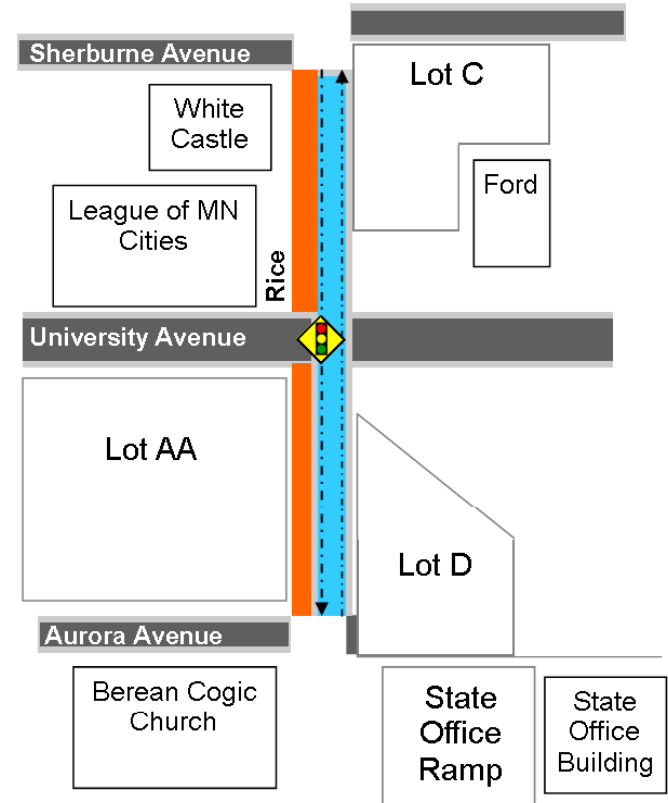 Sherburne Avenue
Lot C
White
Castle
Ford
League of MN
Cities
Rice
University Avenue
Lot AA
Lot D
Aurora Avenue
Berean Cogic
Church
State
Office
Ramp
State
Office
Building